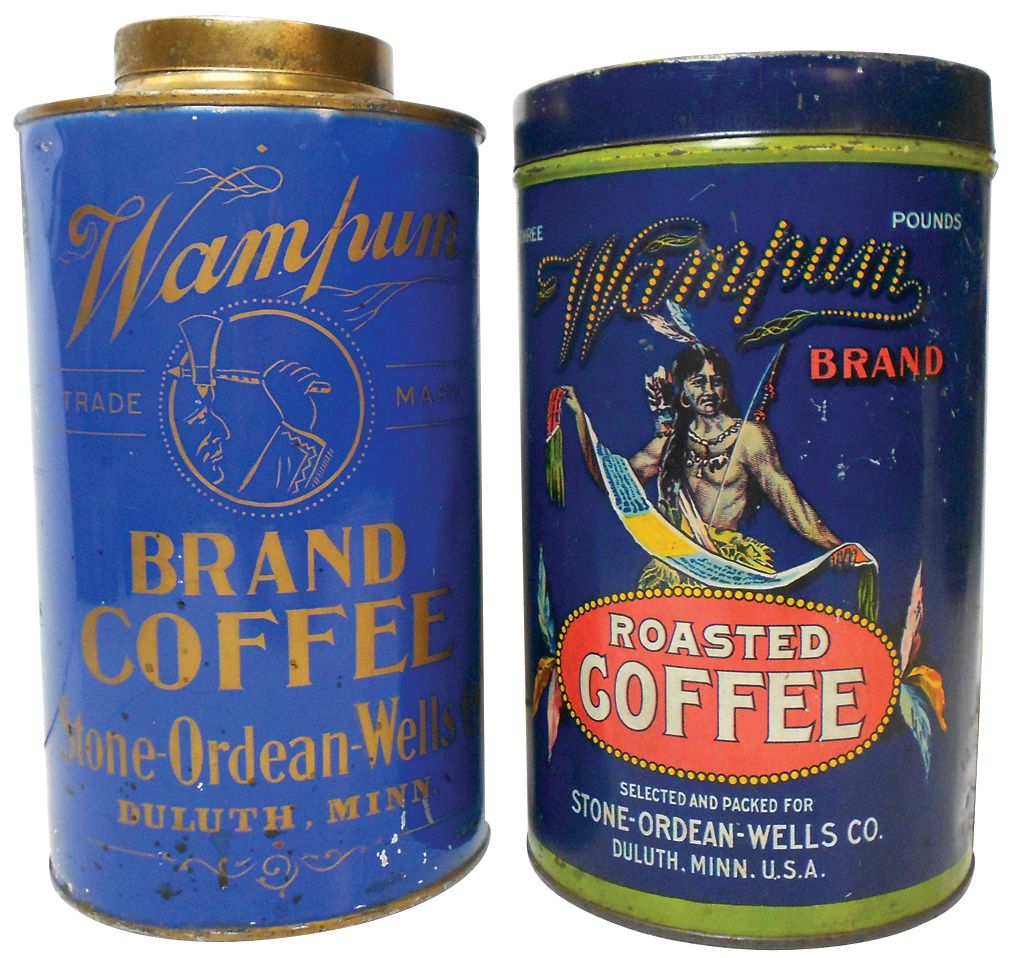 Wampum
TRADE MARK
BRAND
COFFEE
Stone-Ordean-Wells
DULUTH, MINN.
THREE POUNDS
Wampum
BRAND
ROASTED
COFFEE
SELECTED AND PACKED FOR
STONE-ORDEAN-WELLS CO.
DULUTH, MINN. U.S.A.